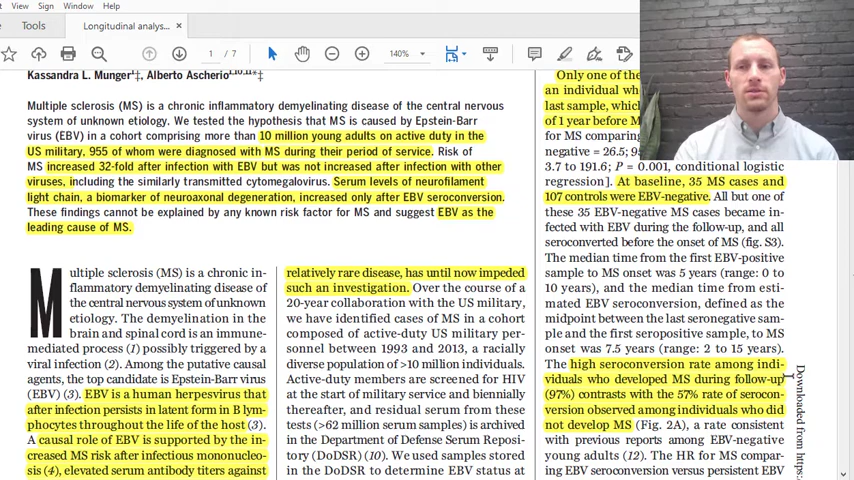 Sign
Window
Help
Tools
Longitudinal analys...
×
1 / 7
140%
Kassandra L. Munger†‡, Alberto Ascherio1,10,11*‡
Multiple sclerosis (MS) is a chronic inflammatory demyelinating disease of the central nervous
system of unknown etiology. We tested the hypothesis that MS is caused by Epstein-Barr
virus (EBV) in a cohort comprising more than 10 million young adults on active duty in the
US military, 955 of whom were diagnosed with MS during their period of service. Risk of
MS increased 32-fold after infection with EBV but was not increased after infection with other
viruses, including the similarly transmitted cytomegalovirus. Serum levels of neurofilament
light chain, a biomarker of neuroaxonal degeneration, increased only after EBV seroconversion.
These findings cannot be explained by any known risk factor for MS and suggest EBV as the
leading cause of MS.
Multiple sclerosis (MS) is a chronic in-
flammatory demyelinating disease of
the central nervous system of unknown
etiology. The demyelination in the
brain and spinal cord is an immune-
mediated process (1) possibly triggered by a
viral infection (2). Among the putative causal
agents, the top candidate is Epstein-Barr virus
(EBV) (3). EBV is a human herpesvirus that
after infection persists in latent form in B lym-
phocytes throughout the life of the host (3).
A causal role of EBV is supported by the in-
creased MS risk after infectious mononucleo-
sis (4), elevated serum antibody titers against
relatively rare disease, has until now impeded
such an investigation. Over the course of a
20-year collaboration with the US military,
we have identified cases of MS in a cohort
composed of active-duty US military per-
sonnel between 1993 and 2013, a racially
diverse population of >10 million individuals.
Active-duty members are screened for HIV
at the start of military service and biennially
thereafter, and residual serum from these
tests (>62 million serum samples) is archived
in the Department of Defense Serum Reposi-
tory (DoDSR) (10). We used samples stored
in the DoDSR to determine EBV status at
Only one of the
an individual who
last sample, which
of 1 year before M
for MS comparing
negative = 26.5; 95
3.7 to 191.6; P = 0.001, conditional logistic
regression]. At baseline, 35 MS cases and
107 controls were EBV-negative. All but one of
these 35 EBV-negative MS cases became in-
fected with EBV during the follow-up, and all
seroconverted before the onset of MS (fig. S3).
The median time from the first EBV-positive
sample to MS onset was 5 years (range: 0 to
10 years), and the median time from esti-
mated EBV seroconversion, defined as the
midpoint between the last seronegative sam-
ple and the first seropositive sample, to MS
onset was 7.5 years (range: 2 to 15 years).
The high seroconversion rate among indi-
viduals who developed MS during follow-up
(97%) contrasts with the 57% rate of serocon-
version observed among individuals who did
not develop MS (Fig. 2A), a rate consistent
with previous reports among EBV-negative
young adults (12). The HR for MS compar-
ing EBV seroconversion versus persistent EBV
Downloaded from https: